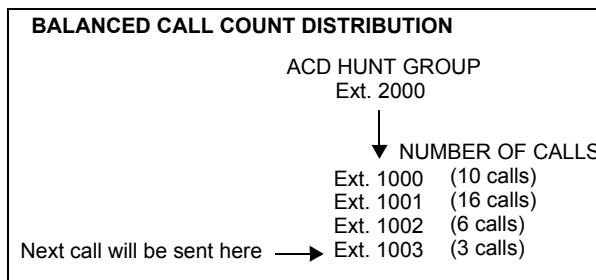 BALANCED CALL COUNT DISTRIBUTION
ACD HUNT GROUP
Ext. 2000
NUMBER OF CALLS
Ext. 1000 (10 calls)
Ext. 1001 (16 calls)
Ext. 1002 (6 calls)
Next call will be sent here Ext. 1003 (3 calls)